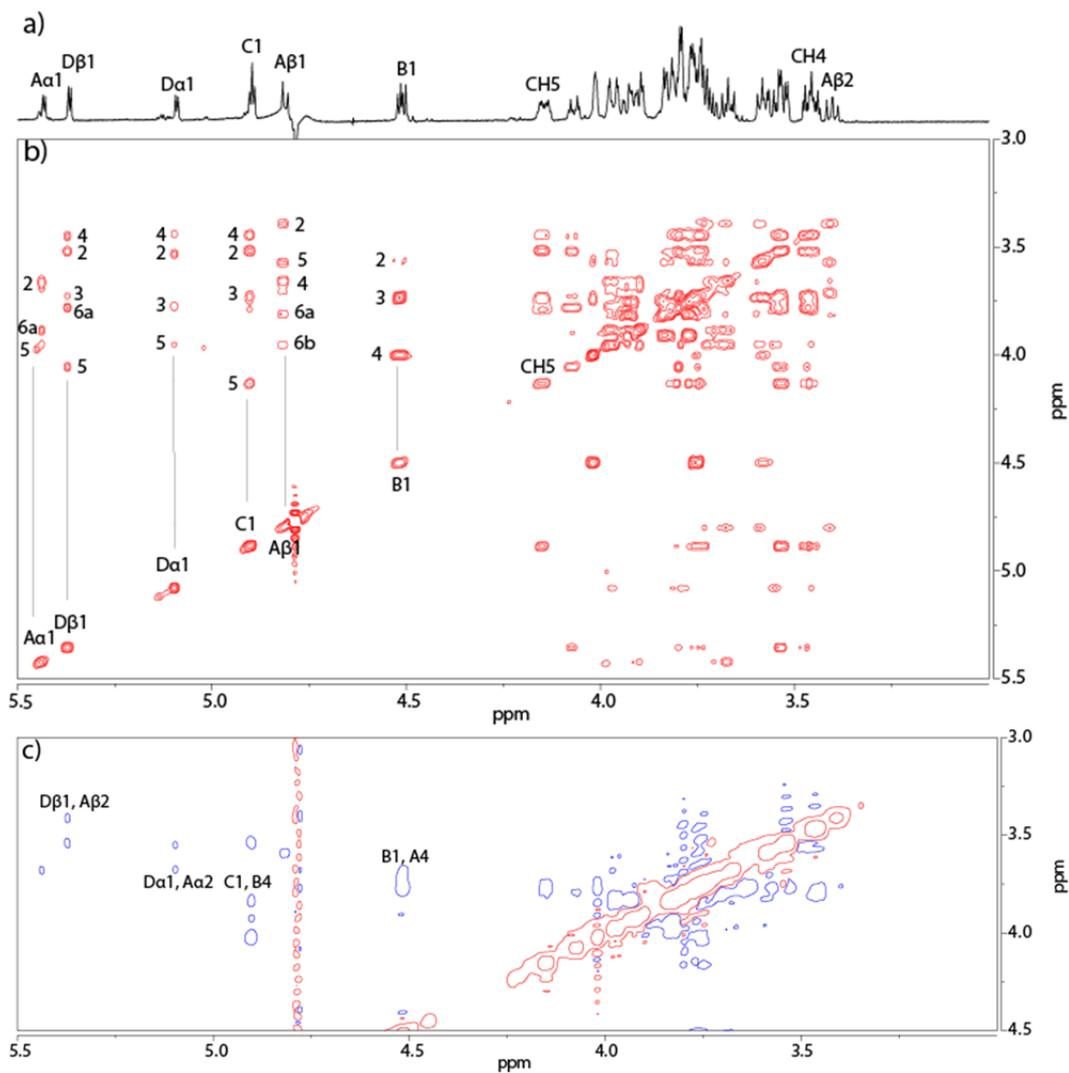 a)
Aα1 Dβ1 Dα1 C1 Aβ1 B1 CH5 CH4 Aβ2
b)
3.0
4 4 4 2
2 2 2 5 2 3.5
2 3 3 4 3
6a 6a 3 6a
6a 5 5 6b 4 4.0
5 5 5 CH5
ppm
B1 4.5
C1
Aβ1
Dα1 5.0
Dβ1
Aα1
5.5
5.5 5.0 4.5 4.0 3.5
ppm
c)
3.0
Dβ1, Aβ2
3.5
B1, A4
Dα1, Aα2 C1, B4
ppm
4.0
4.5
5.5 5.0 4.5 4.0 3.5
ppm